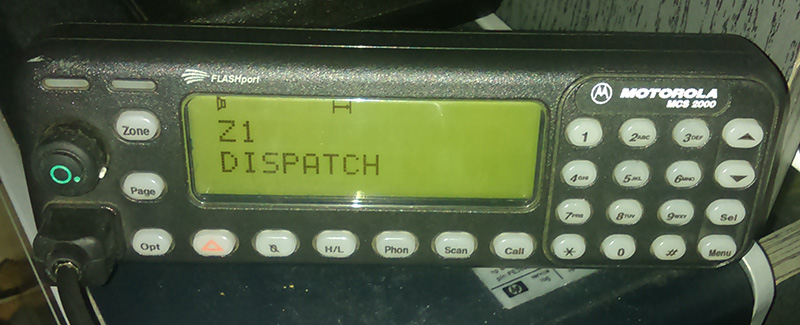 FLASHport
MOTOROLA
MCS 2000
Zone
Z1
DISPATCH
Page
1
2ABC
3DEF
4GHI
5JKL
6MNO
7PRS
8TUV
9WXY
Sel
*
0
#
Menu
Opt
H/L
Phon
Scan
Call
hp